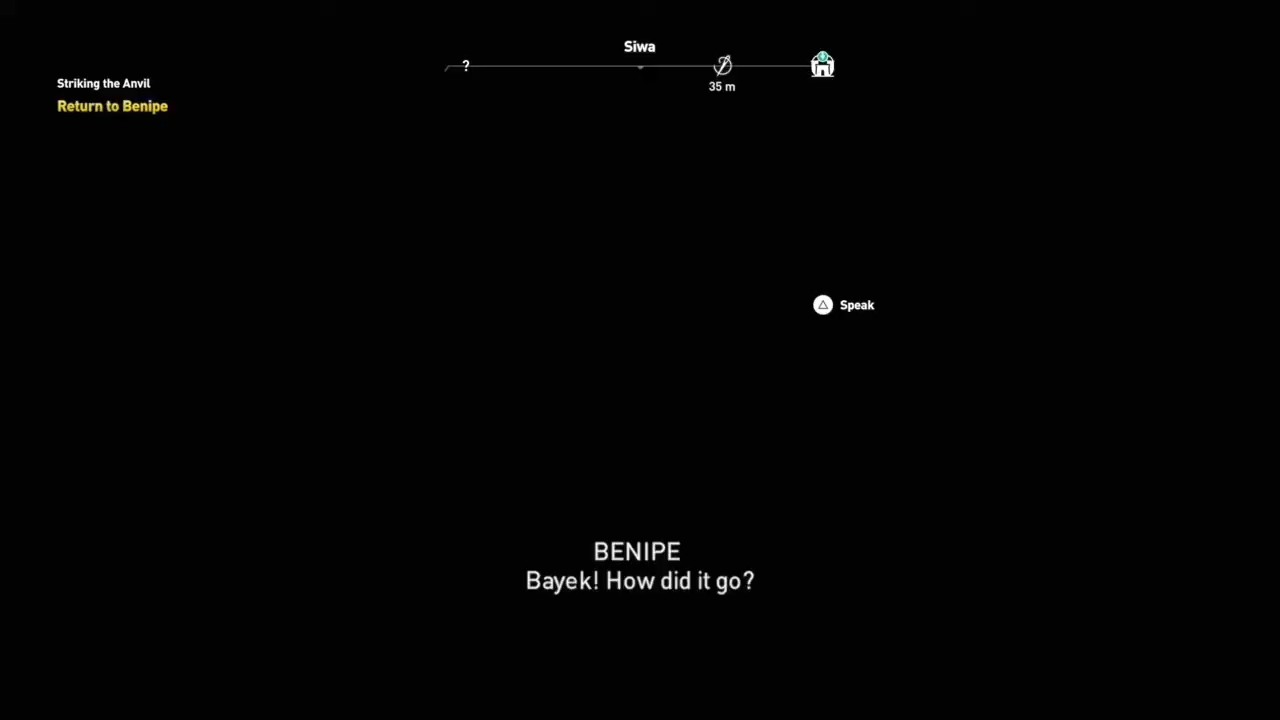 Siwa
?
35 m
Striking the Anvil
Return to Benipe
Speak
BENIPE
Bayek! How did it go?